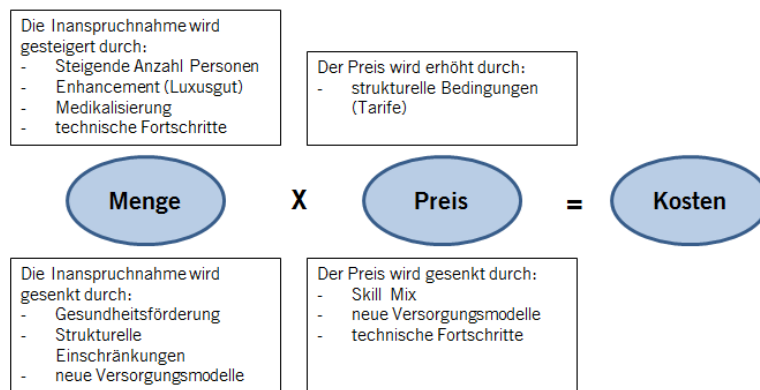 Die Inanspruchnahme wird
gesteigert durch:
- Steigende Anzahl Personen
- Enhancement (Luxusgut)
- Medikalisierung
- technische Fortschritte
Der Preis wird erhöht durch:
- strukturelle Bedingungen
(Tarife)
Menge X Preis = Kosten
Die Inanspruchnahme wird
gesenkt durch:
- Gesundheitsförderung
- Strukturelle
Einschränkungen
- neue Versorgungsmodelle
Der Preis wird gesenkt durch:
- Skill Mix
- neue Versorgungsmodelle
- technische Fortschritte